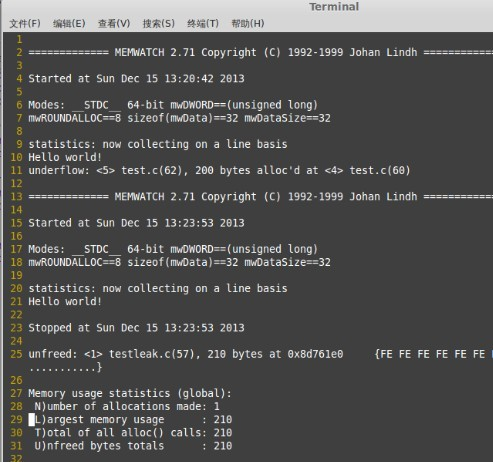 Terminal
文件(F) 编辑(E) 查看(V) 搜索(S) 终端(T) 帮助(H)
1
2 ============= MEMWATCH 2.71 Copyright (C) 1992-1999 Johan Lindh ===========
3
4 Started at Sun Dec 15 13:20:42 2013
5
6 Modes: __STDC__ 64-bit mwDWORD==(unsigned long)
7 mwROUNDALLOC==8 sizeof(mwData)==32 mwDataSize==32
8
9 statistics: now collecting on a line basis
10 Hello world!
11 underflow: <5> test.c(62), 200 bytes alloc'd at <4> test.c(60)
12
13 ============= MEMWATCH 2.71 Copyright (C) 1992-1999 Johan Lindh ===========
14
15 Started at Sun Dec 15 13:23:53 2013
16
17 Modes: __STDC__ 64-bit mwDWORD==(unsigned long)
18 mwROUNDALLOC==8 sizeof(mwData)==32 mwDataSize==32
19
20 statistics: now collecting on a line basis
21 Hello world!
22
23 Stopped at Sun Dec 15 13:23:53 2013
24
25 unfreed: <1> testleak.c(57), 210 bytes at 0x8d761e0 {FE FE FE FE FE FE
...........}
26
27 Memory usage statistics (global):
28 N)umber of allocations made: 1
29 L)argest memory usage : 210
30 T)otal of all alloc() calls: 210
31 U)nfreed bytes totals : 210
32